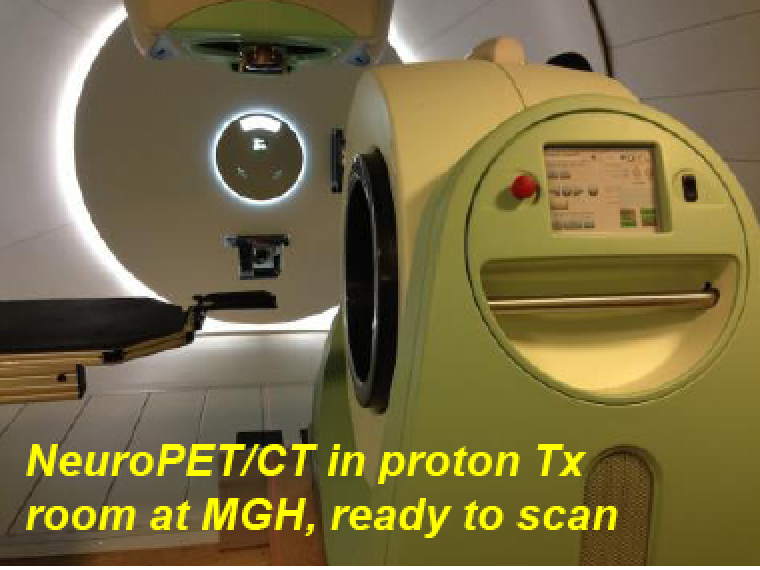 NeuroPET/CT in proton Tx
room at MGH, ready to scan